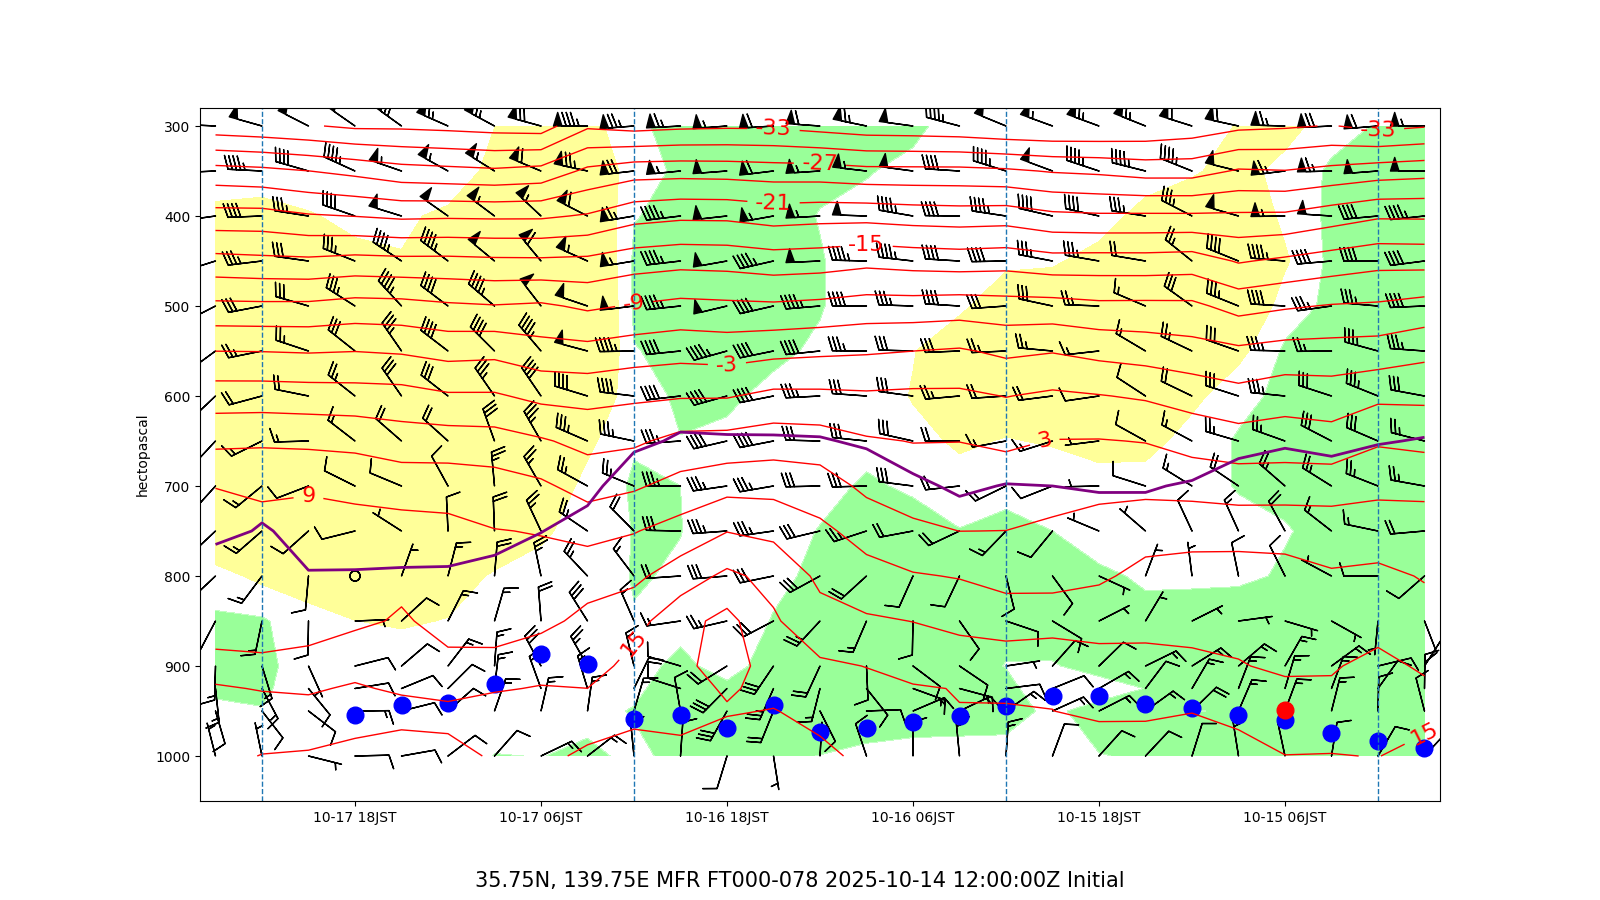 hectopascal
300
400
500
600
700
800
900
1000
-33
-33
-27
-21
-15
-9
-3
3
9
15
15
10-17 18JST
10-17 06JST
10-16 18JST
10-16 06JST
10-15 18JST
10-15 06JST
35.75N, 139.75E MFR FT000-078 2025-10-14 12:00:00Z Initial